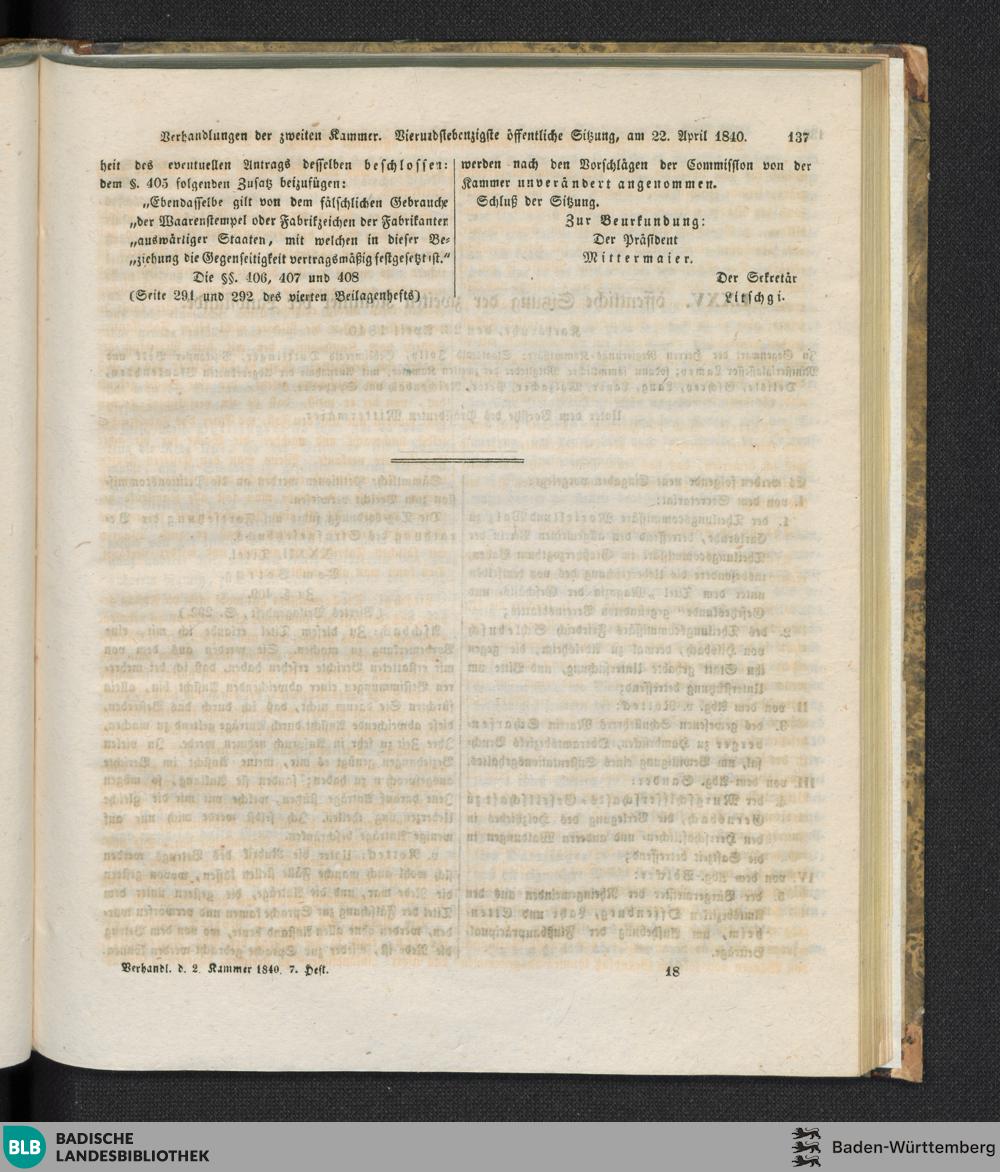 Verhandlungen der zweiten Kammer. Vierundsiebenzigste öffentliche Sitzung, am 22. April 1840. 137
heit des eventuellen Antrags desselben beschlossen:
dem §. 405 folgenden Zusatz beizufügen:
„Ebendasselbe gilt von dem fälschlichen Gebrauche
„der Waarenstempel oder Fabrikzeichen der Fabrikanten
„auswärtiger Staaten, mit welchen in dieser Be-
„ziehung die Gegenseitigkeit vertragsmäßig festgesetzt ist.“
Die §§. 406, 407 und 408
(Seite 291 und 292 des vierten Beilagenhefts)
werden nach den Vorschlägen der Commission von der
Kammer unverändert angenommen.
Schluß der Sitzung.
Zur Beurkundung:
Der Präsident
Mittermaier.
Der Sekretär
Litschgi.
Verhandl. d. 2. Kammer 1840. 7. Heft. 18
BLB BADISCHE
LANDESBIBLIOTHEK
Baden-Württemberg